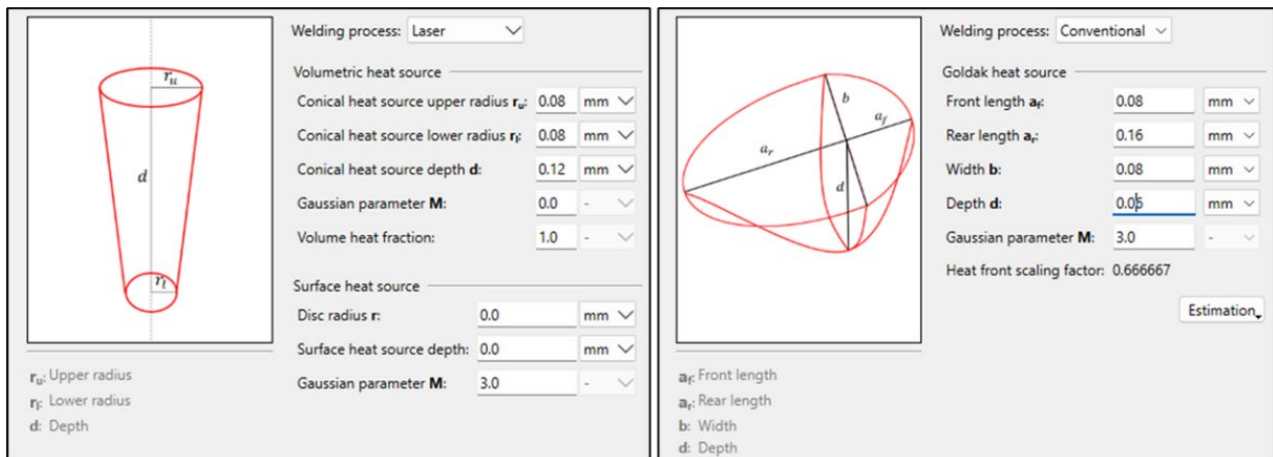 Welding process: Laser
Volumetric heat source
Conical heat source upper radius rᵤ: 0.08 mm
Conical heat source lower radius rₗ: 0.08 mm
Conical heat source depth d: 0.12 mm
Gaussian parameter M: 0.0 -
Volume heat fraction: 1.0 -
Surface heat source
Disc radius r: 0.0 mm
Surface heat source depth: 0.0 mm
Gaussian parameter M: 3.0 -
rᵤ
d
rₗ
rᵤ: Upper radius
rₗ: Lower radius
d: Depth
Welding process: Conventional
Goldak heat source
Front length a_f: 0.08 mm
Rear length aᵣ: 0.16 mm
Width b: 0.08 mm
Depth d: 0.05 mm
Gaussian parameter M: 3.0 -
Heat front scaling factor: 0.666667
Estimation
b
a_f
aᵣ
d
a_f: Front length
aᵣ: Rear length
b: Width
d: Depth